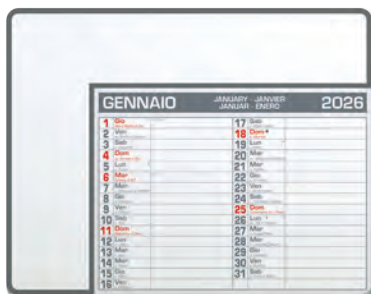 GENNAIO JANUARY - JANVIER 2026
JANUAR - ENERO
1 Gio
2 Ven
3 Sab
4 Dom
5 Lun
6 Mar
7 Mer
8 Gio
9 Ven
10 Sab
11 Dom
12 Lun
13 Mar
14 Mer
15 Gio
16 Ven
17 Sab
18 Dom
19 Lun
20 Mar
21 Mer
22 Gio
23 Ven
24 Sab
25 Dom
26 Lun
27 Mar
28 Mer
29 Gio
30 Ven
31 Sab